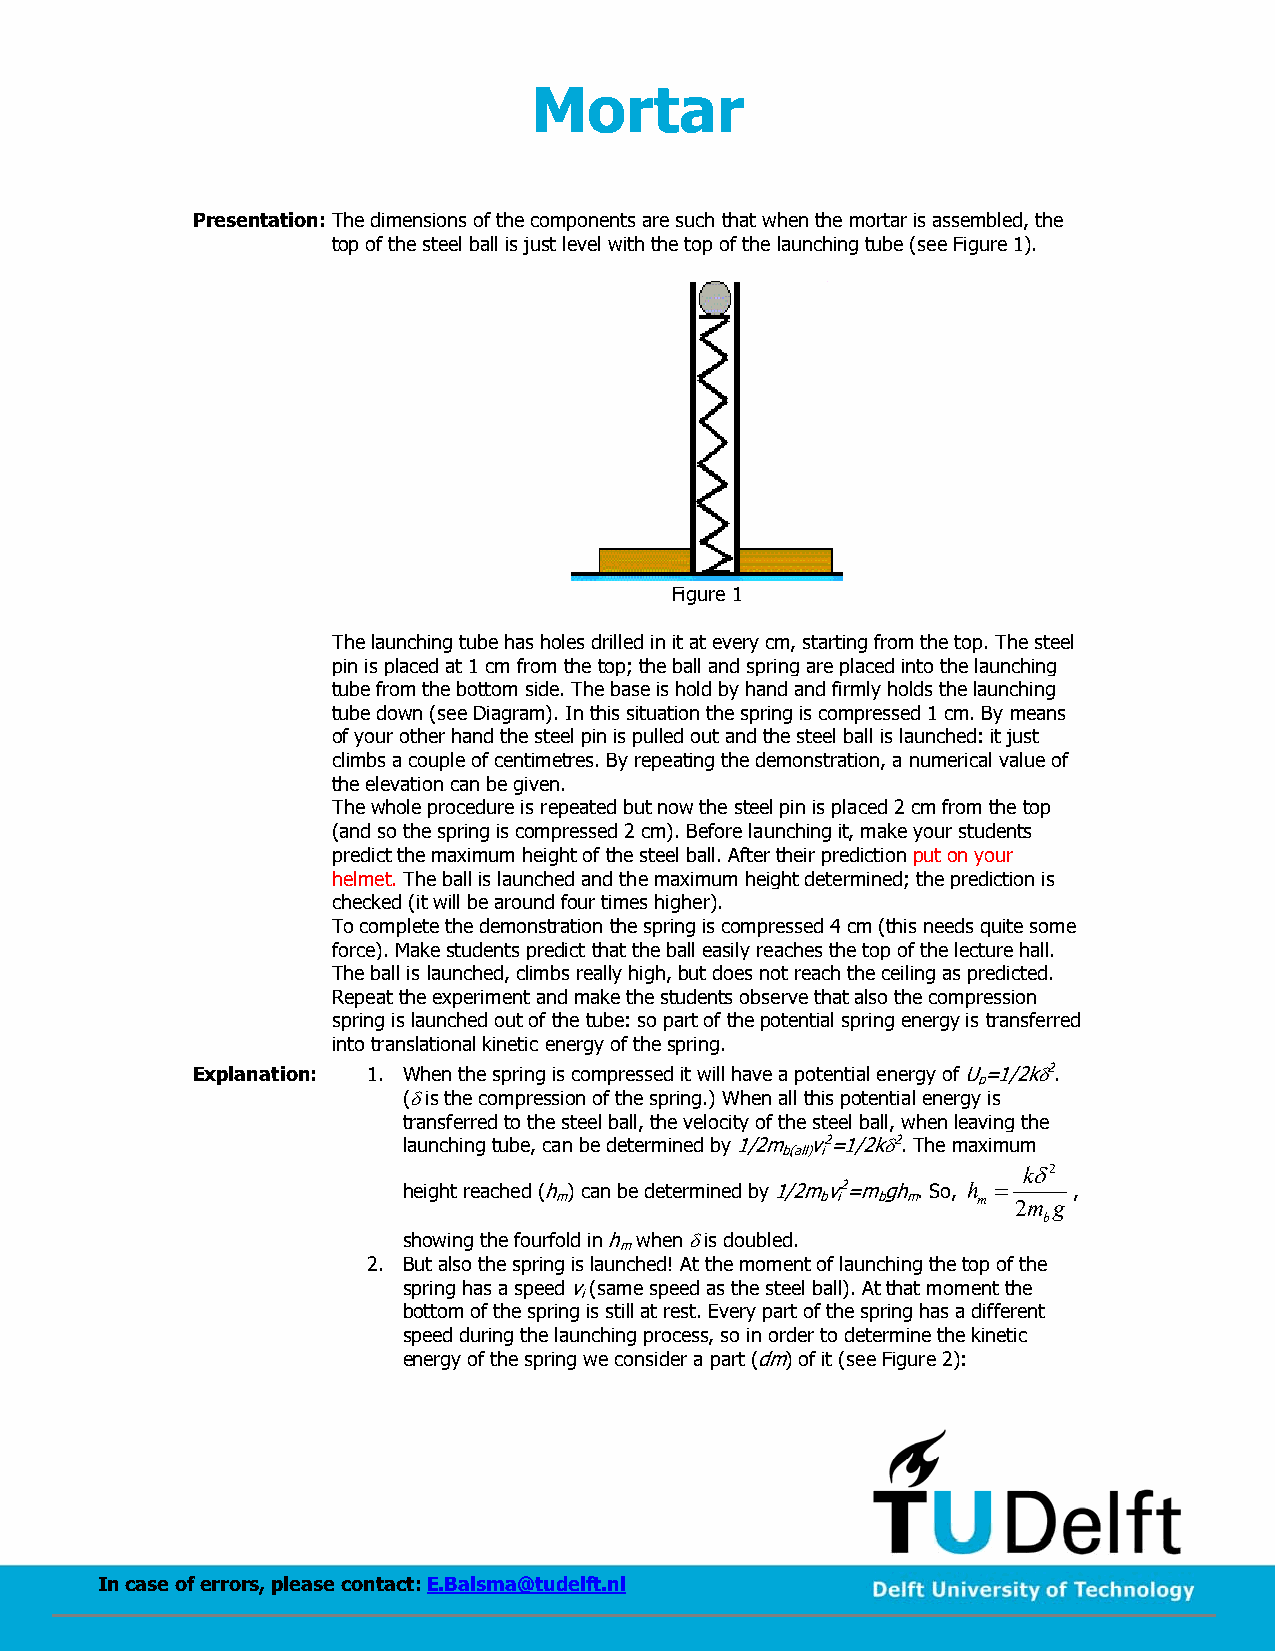 Mortar
Presentation: The dimensions of the components are such that when the mortar is assembled, the
top of the steel ball is just level with the top of the launching tube (see Figure 1).
Figure 1
The launching tube has holes drilled in it at every cm, starting from the top. The steel
pin is placed at 1 cm from the top; the ball and spring are placed into the launching
tube from the bottom side. The base is hold by hand and firmly holds the launching
tube down (see Diagram). In this situation the spring is compressed 1 cm. By means
of your other hand the steel pin is pulled out and the steel ball is launched: it just
climbs a couple of centimetres. By repeating the demonstration, a numerical value of
the elevation can be given.
The whole procedure is repeated but now the steel pin is placed 2 cm from the top
(and so the spring is compressed 2 cm). Before launching it, make your students
predict the maximum height of the steel ball. After their prediction put on your
helmet. The ball is launched and the maximum height determined; the prediction is
checked (it will be around four times higher).
To complete the demonstration the spring is compressed 4 cm (this needs quite some
force). Make students predict that the ball easily reaches the top of the lecture hall.
The ball is launched, climbs really high, but does not reach the ceiling as predicted.
Repeat the experiment and make the students observe that also the compression
spring is launched out of the tube: so part of the potential spring energy is transferred
into translational kinetic energy of the spring.
Explanation: 1. When the spring is compressed it will have a potential energy of Uₚ=1/2kδ².
(δ is the compression of the spring.) When all this potential energy is
transferred to the steel ball, the velocity of the steel ball, when leaving the
launching tube, can be determined by 1/2m_b(all)v_i²=1/2kδ². The maximum
height reached (h_m) can be determined by 1/2m_b v_i²=m_b gh_m. So, h_m = kδ² / 2m_b g ,
showing the fourfold in h_m when δ is doubled.
2. But also the spring is launched! At the moment of launching the top of the
spring has a speed v_i (same speed as the steel ball). At that moment the
bottom of the spring is still at rest. Every part of the spring has a different
speed during the launching process, so in order to determine the kinetic
energy of the spring we consider a part (dm) of it (see Figure 2):
TUDelft
In case of errors, please contact: E.Balsma@tudelft.nl
Delft University of Technology